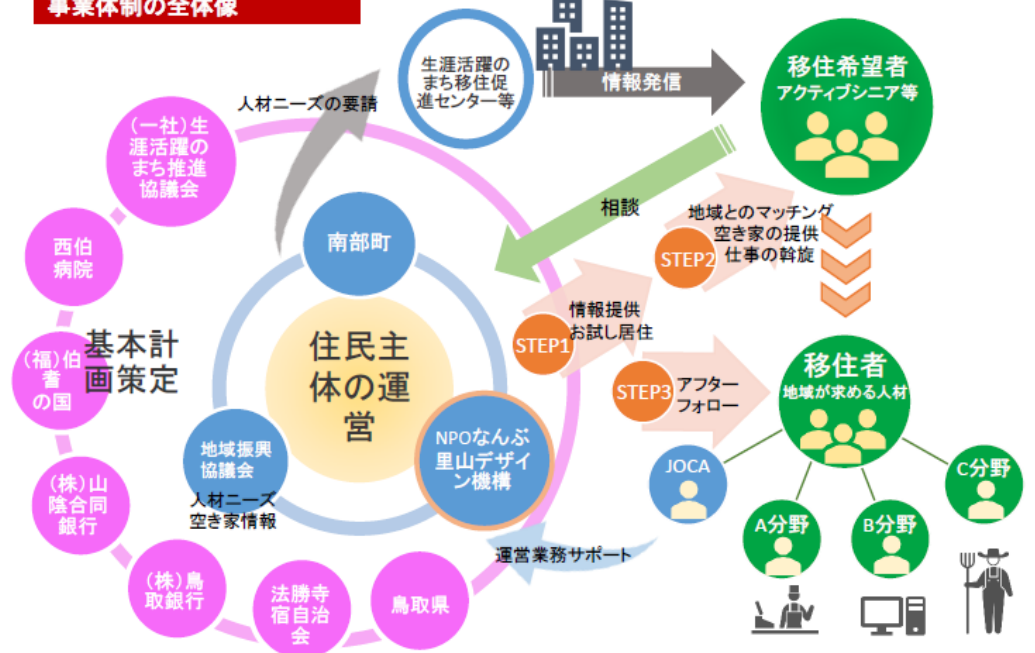 事業体制の全体像
生涯活躍の
まち移住促
進センター等
情報発信
移住希望者
アクティブシニア等
人材ニーズの要請
(一社)生
涯活躍の
まち推進
協議会
相談
地域とのマッチング
空き家の提供
仕事の斡旋
STEP2
南部町
西伯
病院
情報提供
お試し居住
STEP1
基本計
画策定
住民主
体の運
営
(福)伯
耆
の国
移住者
地域が求める人材
STEP3
アフター
フォロー
NPOなんぶ
里山デザイ
ン機構
地域振興
協議会
人材ニーズ
空き家情報
JOCA
C分野
(株)山
陰合同
銀行
A分野
B分野
運営業務サポート
(株)鳥
取銀行
法勝寺
宿自治
会
鳥取県